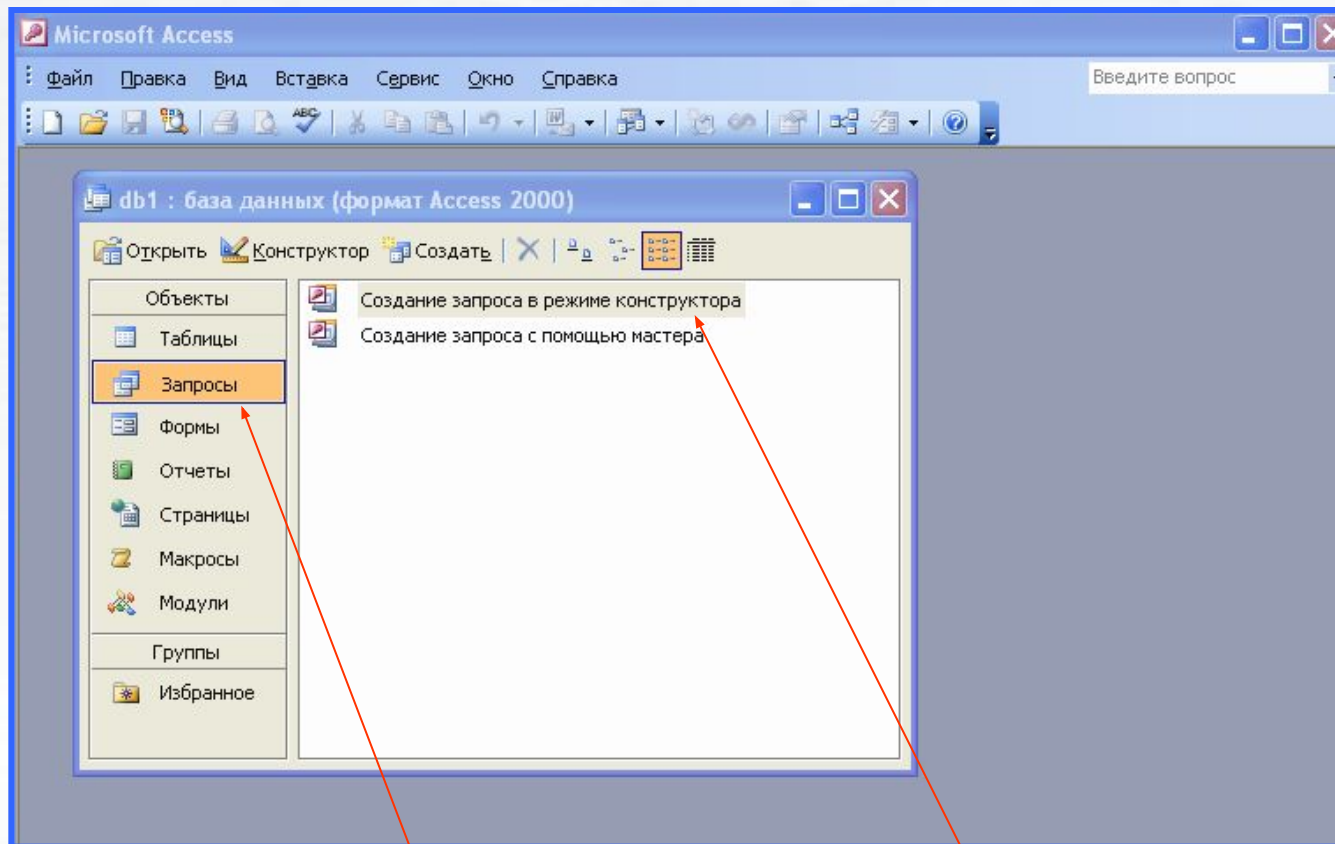 Microsoft Access
Файл Правка Вид Вставка Сервис Окно Справка Введите вопрос
ABC
db1 : база данных (формат Access 2000)
Открыть Конструктор Создать
Объекты
Таблицы
Запросы
Формы
Отчеты
Страницы
Макросы
Модули
Группы
Избранное
Создание запроса в режиме конструктора
Создание запроса с помощью мастера